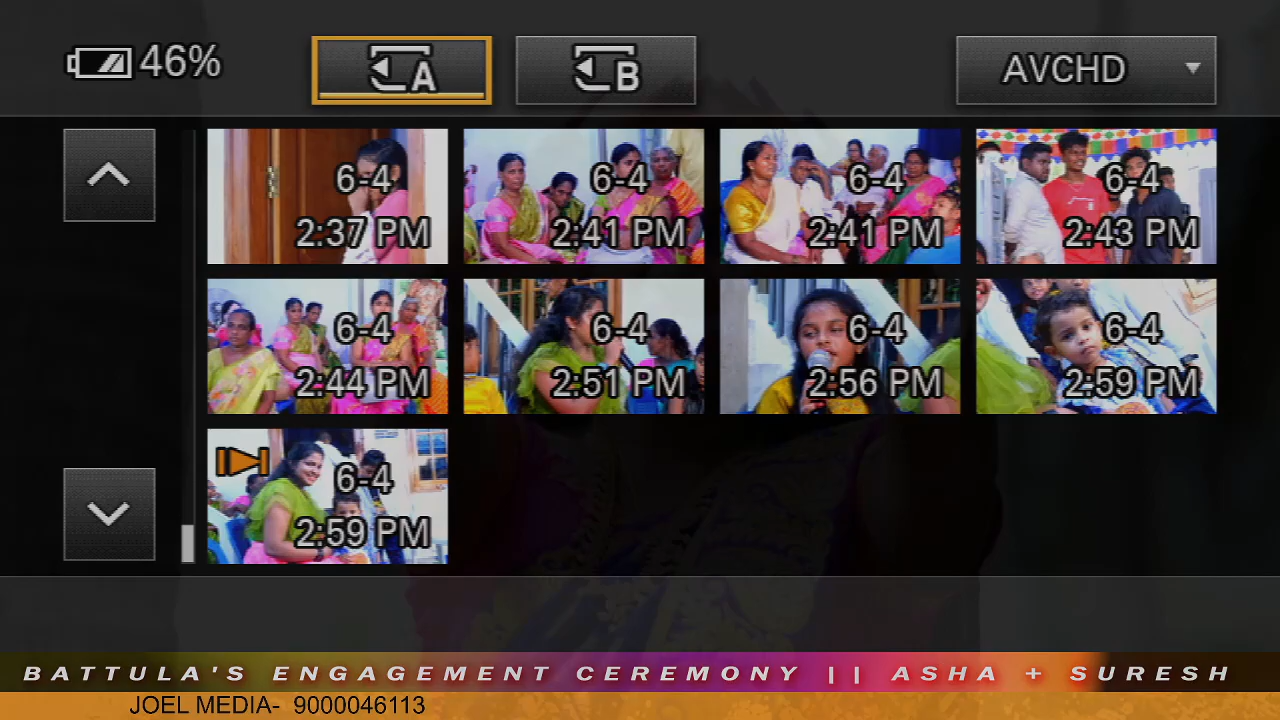 46%
A
B
AVCHD
6-4
2:37 PM
6-4
2:41 PM
6-4
2:41 PM
6-4
2:43 PM
6-4
2:44 PM
6-4
2:51 PM
6-4
2:56 PM
6-4
2:59 PM
6-4
2:59 PM
BATTULA'S ENGAGEMENT CEREMONY || ASHA + SURESH
JOEL MEDIA- 9000046113